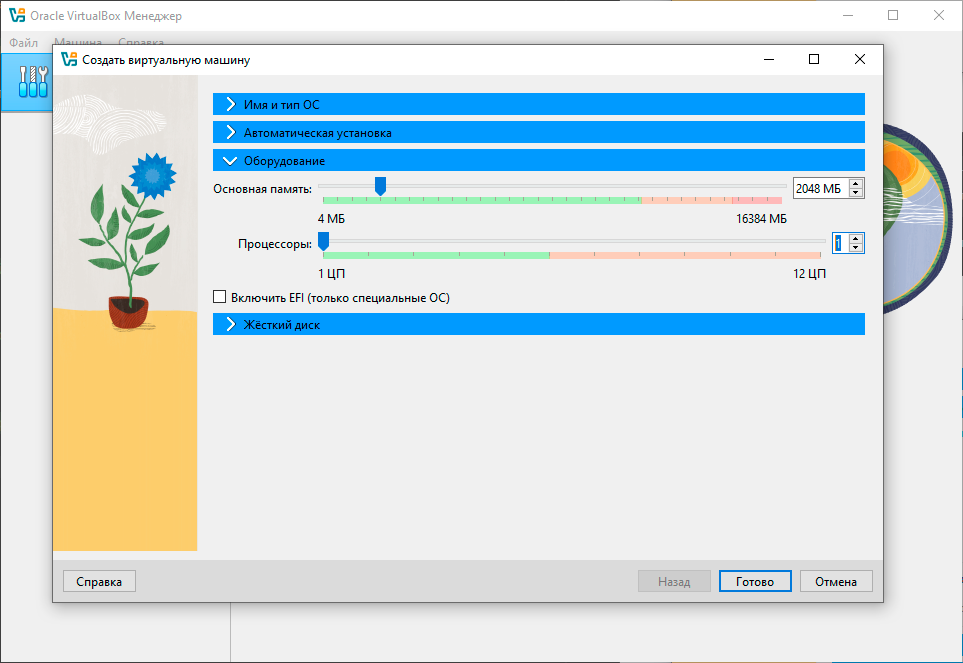 Oracle VirtualBox Менеджер
Файл Машина Справка
Создать виртуальную машину
Имя и тип ОС
Автоматическая установка
Оборудование
Основная память: 2048 МБ
4 МБ 16384 МБ
Процессоры: 1
1 ЦП 12 ЦП
Включить EFI (только специальные ОС)
Жёсткий диск
Справка Назад Готово Отмена